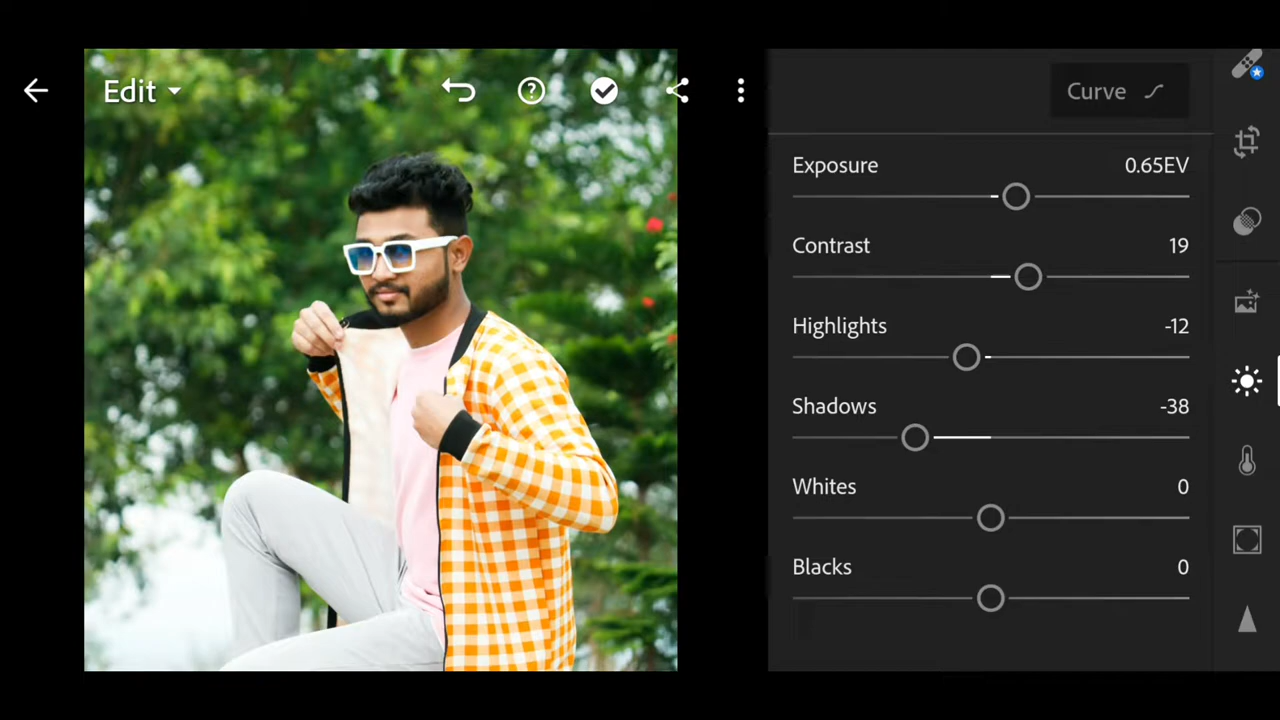 Edit
Curve
Exposure 0.65EV
Contrast 19
Highlights -12
Shadows -38
Whites 0
Blacks 0